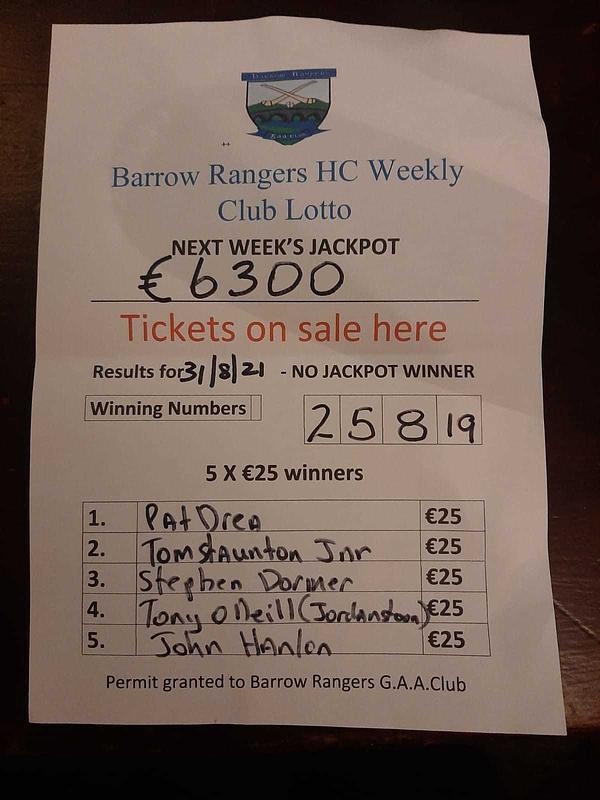 Barrow Rangers
Barrow Rangers HC Weekly
Club Lotto
NEXT WEEK'S JACKPOT
€6300
Tickets on sale here
Results for 31/8/21 - NO JACKPOT WINNER
Winning Numbers 2 5 8 19
5 X €25 winners
1. Pat Drea €25
2. Tom Staunton Jnr €25
3. Stephen Dormer €25
4. Tony O Neill (Jordanstown) €25
5. John Hanlon €25
Permit granted to Barrow Rangers G.A.A.Club